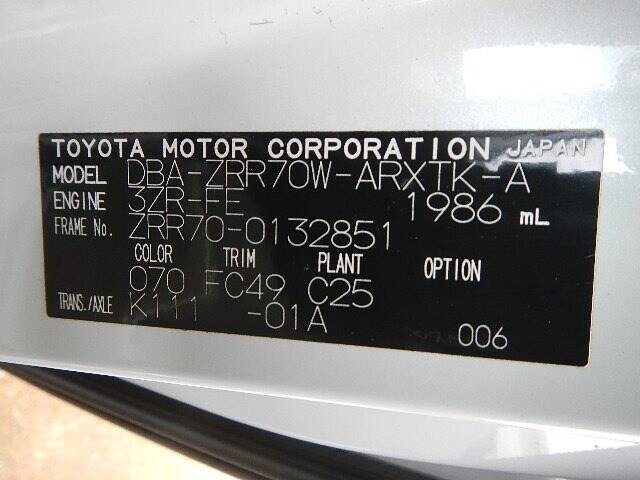 TOYOTA MOTOR CORPORATION JAPAN
MODEL DBA-ZRR70W-ARXTK-A
ENGINE 3ZR-FE 1986 mL
FRAME No. ZRR70-0132851
COLOR TRIM PLANT OPTION
070 FC49 C25
TRANS./AXLE K111 -01A
006